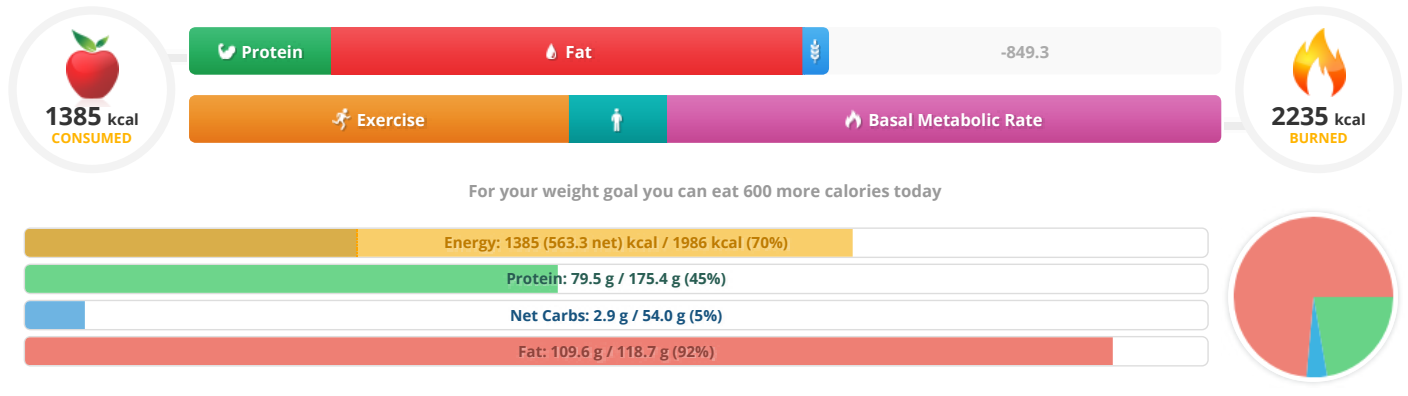 Protein
Fat
-849.3
1385 kcal
CONSUMED
Exercise
Basal Metabolic Rate
2235 kcal
BURNED
For your weight goal you can eat 600 more calories today
Energy: 1385 (563.3 net) kcal / 1986 kcal (70%)
Protein: 79.5 g / 175.4 g (45%)
Net Carbs: 2.9 g / 54.0 g (5%)
Fat: 109.6 g / 118.7 g (92%)